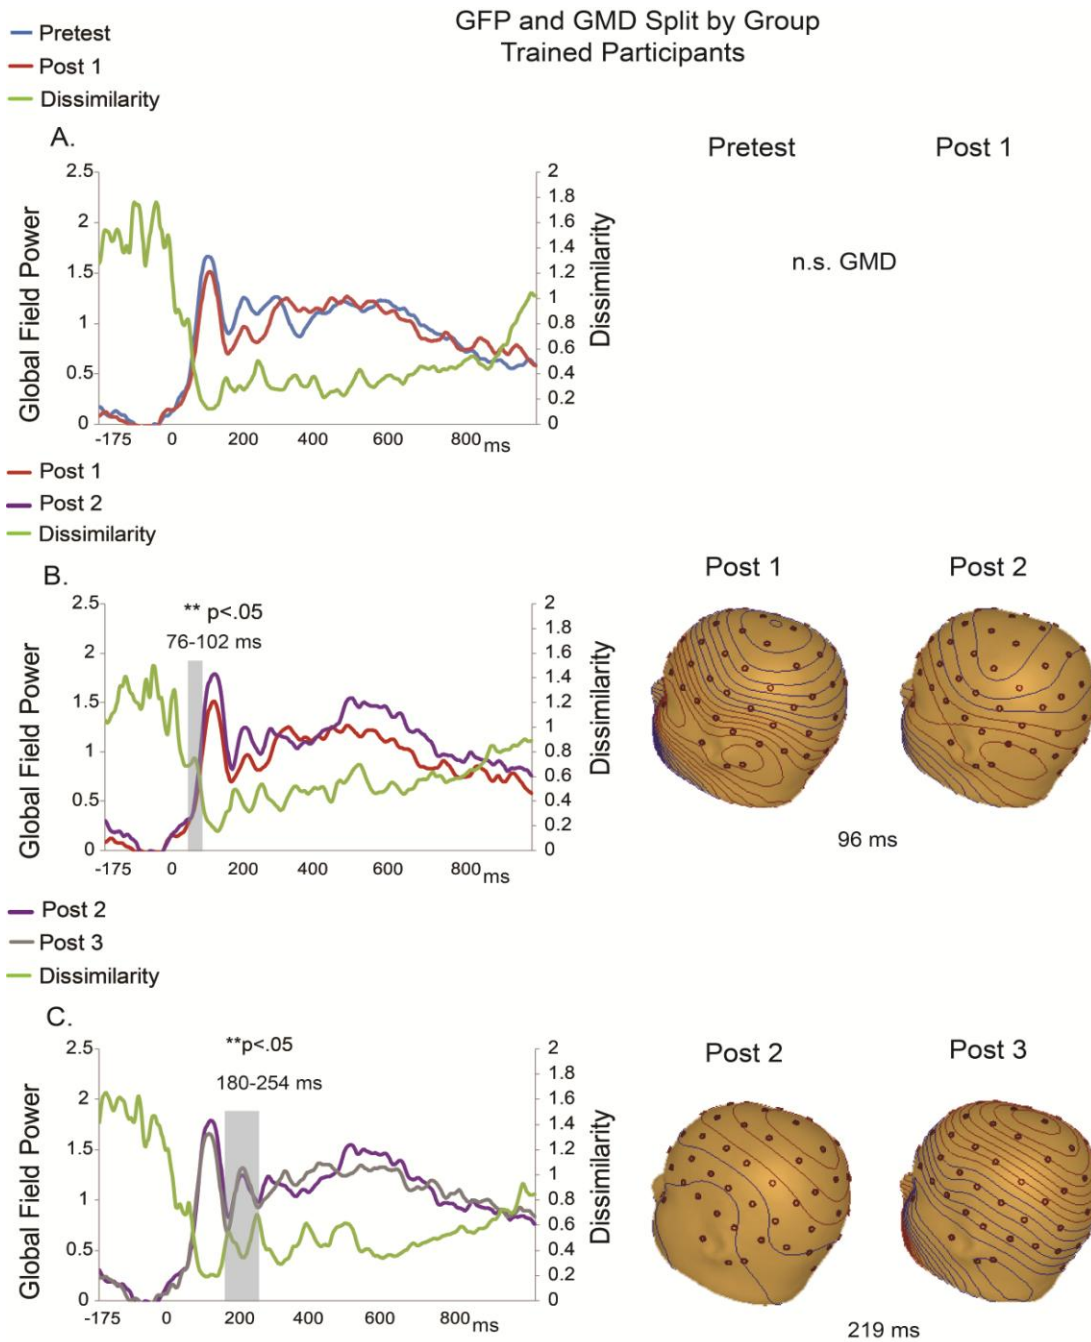 GFP and GMD Split by Group
Trained Participants
Pretest
Post 1
Dissimilarity
A.
Pretest
Post 1
2.5
2
1.5
1
0.5
0
Global Field Power
2
1.8
1.6
1.4
1.2
1
0.8
0.6
0.4
0.2
0
Dissimilarity
n.s. GMD
-175 0 200 400 600 800 ms
Post 1
Post 2
Dissimilarity
B.
** p<.05
76-102 ms
2.5
2
1.5
1
0.5
0
Global Field Power
2
1.8
1.6
1.4
1.2
1
0.8
0.6
0.4
0.2
0
Dissimilarity
-175 0 200 400 600 800 ms
Post 1
Post 2
96 ms
Post 2
Post 3
Dissimilarity
C.
**p<.05
180-254 ms
2.5
2
1.5
1
0.5
0
Global Field Power
2
1.8
1.6
1.4
1.2
1
0.8
0.6
0.4
0.2
0
Dissimilarity
-175 0 200 400 600 800 ms
Post 2
Post 3
219 ms